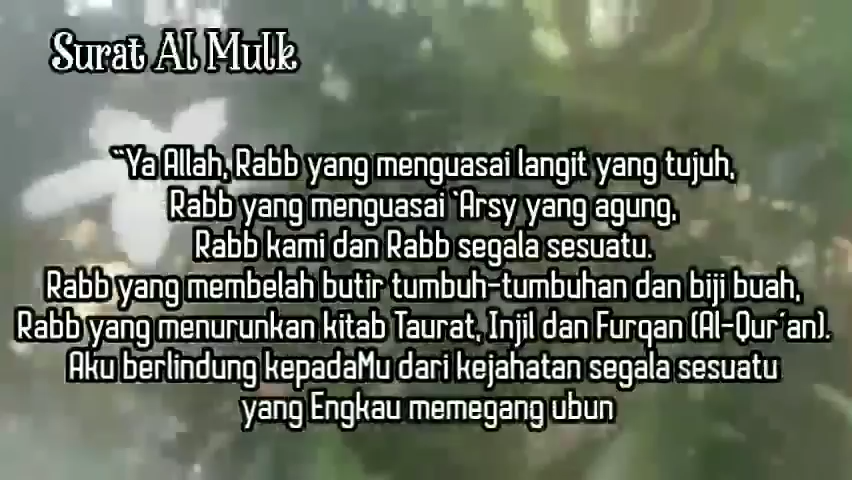 Surat Al Mulk
“Ya Allah, Rabb yang menguasai langit yang tujuh,
Rabb yang menguasai `Arsy yang agung,
Rabb kami dan Rabb segala sesuatu.
Rabb yang membelah butir tumbuh-tumbuhan dan biji buah,
Rabb yang menurunkan kitab Taurat, Injil dan Furqan (Al-Qur´an).
Aku berlindung kepadaMu dari kejahatan segala sesuatu
yang Engkau memegang ubun